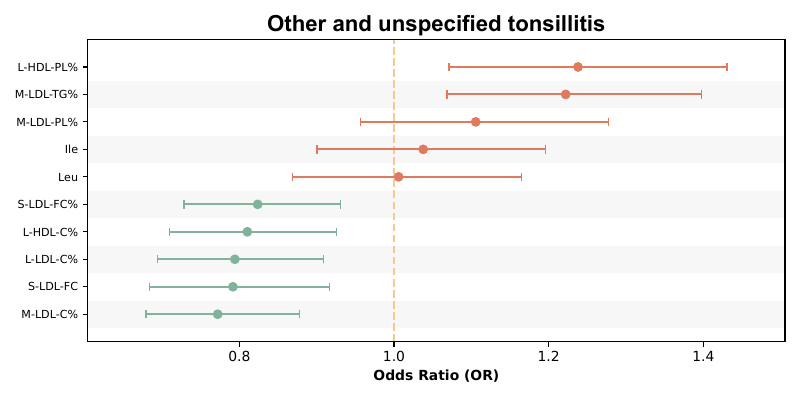 Other and unspecified tonsillitis
L-HDL-PL%
M-LDL-TG%
M-LDL-PL%
Ile
Leu
S-LDL-FC%
L-HDL-C%
L-LDL-C%
S-LDL-FC
M-LDL-C%
0.8 1.0 1.2 1.4
Odds Ratio (OR)